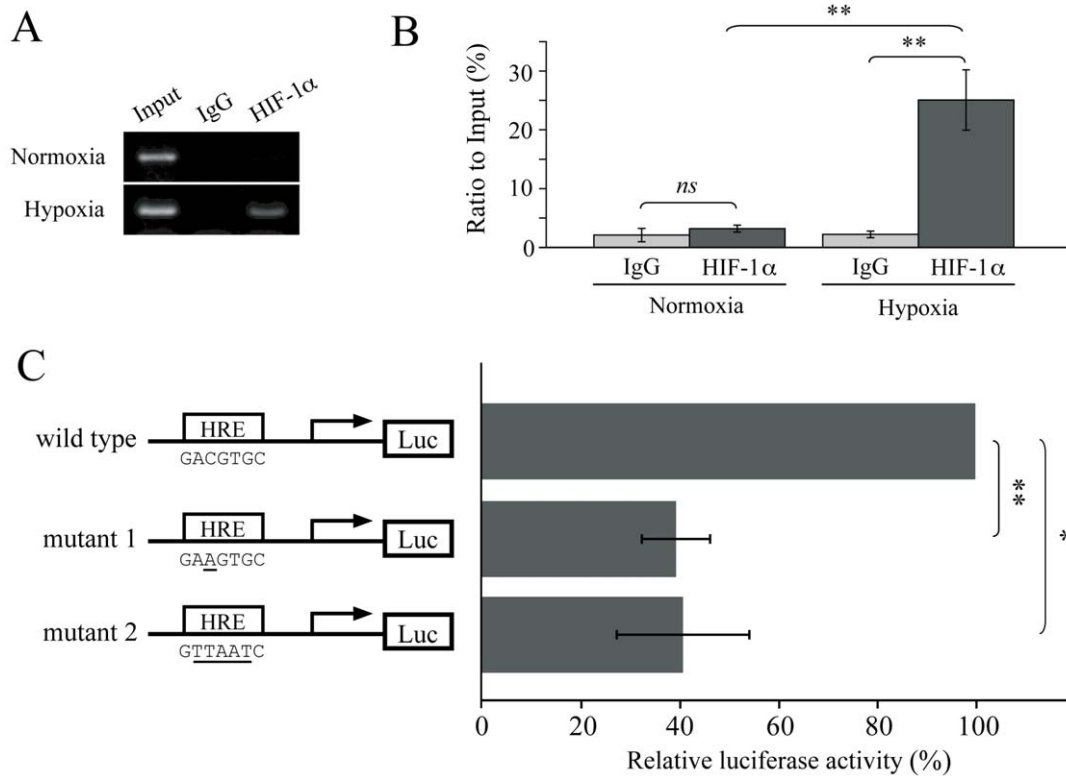 A
Input IgG HIF-1α
Normoxia
Hypoxia
B
Ratio to Input (%)
30
20
10
0
ns
**
**
IgG HIF-1α IgG HIF-1α
Normoxia Hypoxia
C
wild type HRE Luc
GACGTGC
mutant 1 HRE Luc
GAAGTGC
mutant 2 HRE Luc
GTTAATC
**
*
0 20 40 60 80 100
Relative luciferase activity (%)